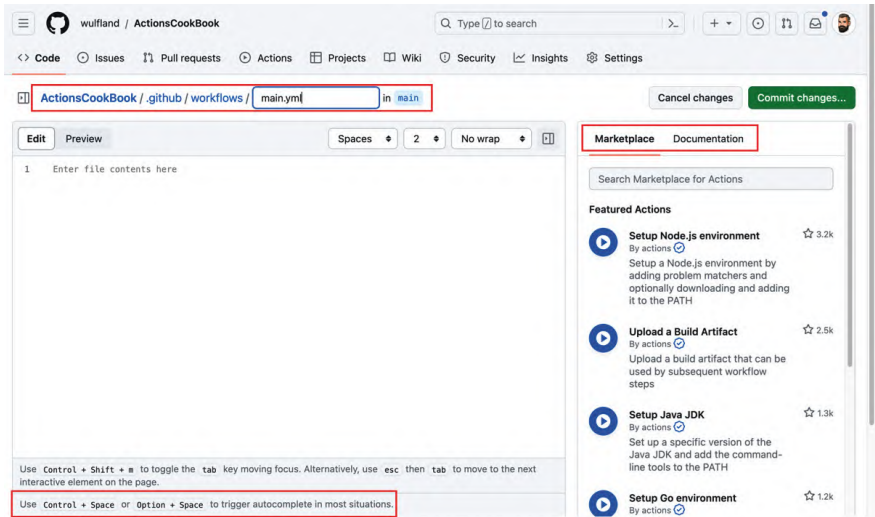 wulfland / ActionsCookBook
Type / to search
Code Issues Pull requests Actions Projects Wiki Security Insights Settings
ActionsCookBook / .github / workflows / main.yml in main
Cancel changes Commit changes...
Edit Preview
Spaces 2 No wrap
1 Enter file contents here
Use Control + Shift + m to toggle the tab key moving focus. Alternatively, use esc then tab to move to the next
interactive element on the page.
Use Control + Space or Option + Space to trigger autocomplete in most situations.
Marketplace Documentation
Search Marketplace for Actions
Featured Actions
Setup Node.js environment 3.2k
By actions
Setup a Node.js environment by
adding problem matchers and
optionally downloading and adding
it to the PATH
Upload a Build Artifact 2.5k
By actions
Upload a build artifact that can be
used by subsequent workflow
steps
Setup Java JDK 1.3k
By actions
Set up a specific version of the
Java JDK and add the command-
line tools to the PATH
Setup Go environment 1.2k
By actions